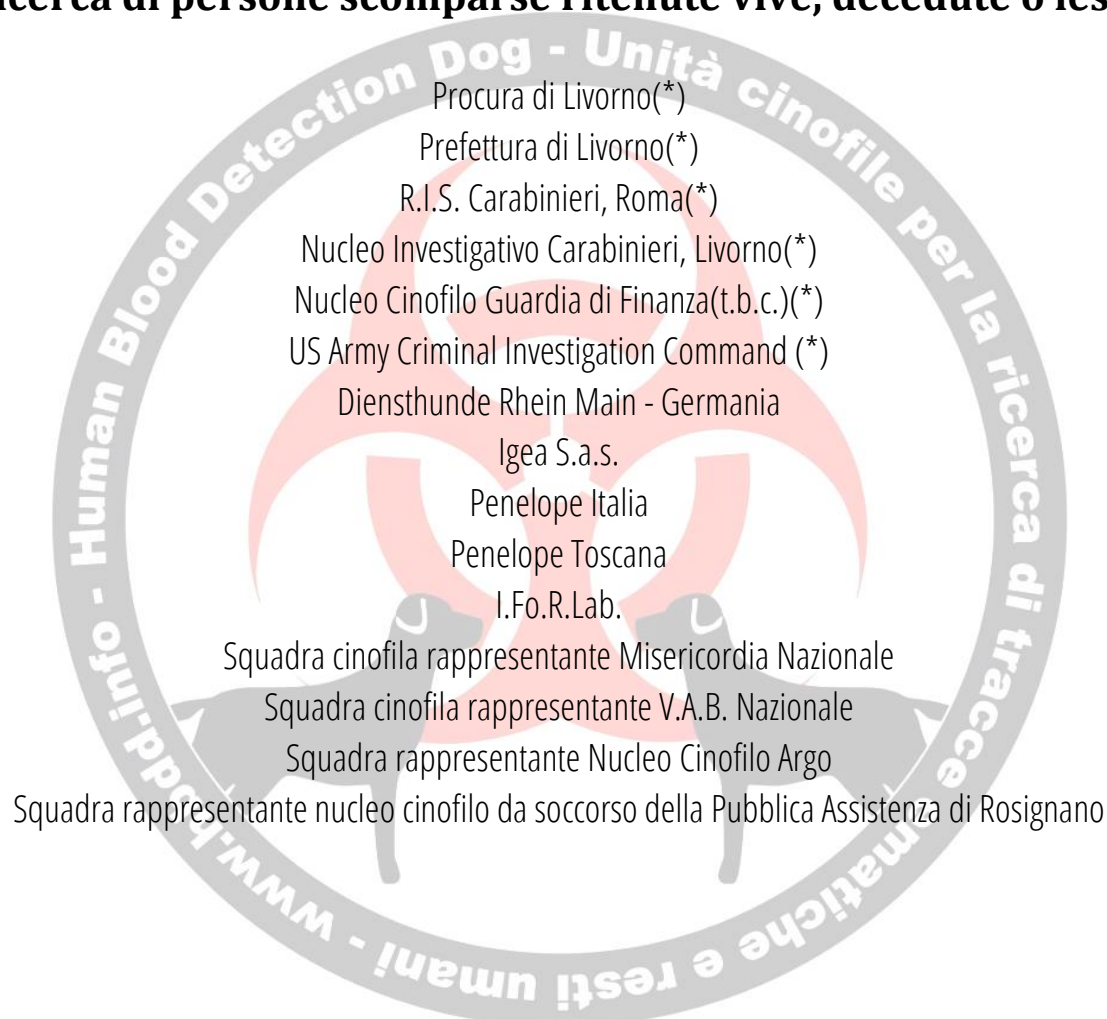 cerca di persone scomparse ritenute vive, decedute o les
Procura di Livorno(*)
Prefettura di Livorno(*)
R.I.S. Carabinieri, Roma(*)
Nucleo Investigativo Carabinieri, Livorno(*)
Nucleo Cinofilo Guardia di Finanza(t.b.c.)(*)
US Army Criminal Investigation Command (*)
Diensthunde Rhein Main - Germania
Igea S.a.s.
Penelope Italia
Penelope Toscana
I.Fo.R.Lab.
Squadra cinofila rappresentante Misericordia Nazionale
Squadra cinofila rappresentante V.A.B. Nazionale
Squadra rappresentante Nucleo Cinofilo Argo
Squadra rappresentante nucleo cinofilo da soccorso della Pubblica Assistenza di Rosignano
www.hbdd.info - Human Blood Detection Dog - Unità cinofile per la ricerca di tracce ematiche e resti umani -